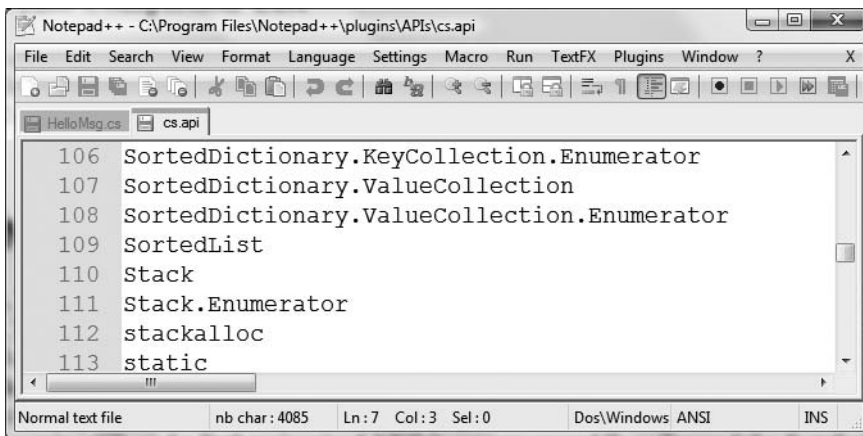 Notepad++ - C:\Program Files\Notepad++\plugins\APIs\cs.api
File Edit Search View Format Language Settings Macro Run TextFX Plugins Window ? X
HelloMsg.cs cs.api
106 SortedDictionary.KeyCollection.Enumerator
107 SortedDictionary.ValueCollection
108 SortedDictionary.ValueCollection.Enumerator
109 SortedList
110 Stack
111 Stack.Enumerator
112 stackalloc
113 static
Normal text file nb char : 4085 Ln : 7 Col : 3 Sel : 0 Dos\Windows ANSI INS